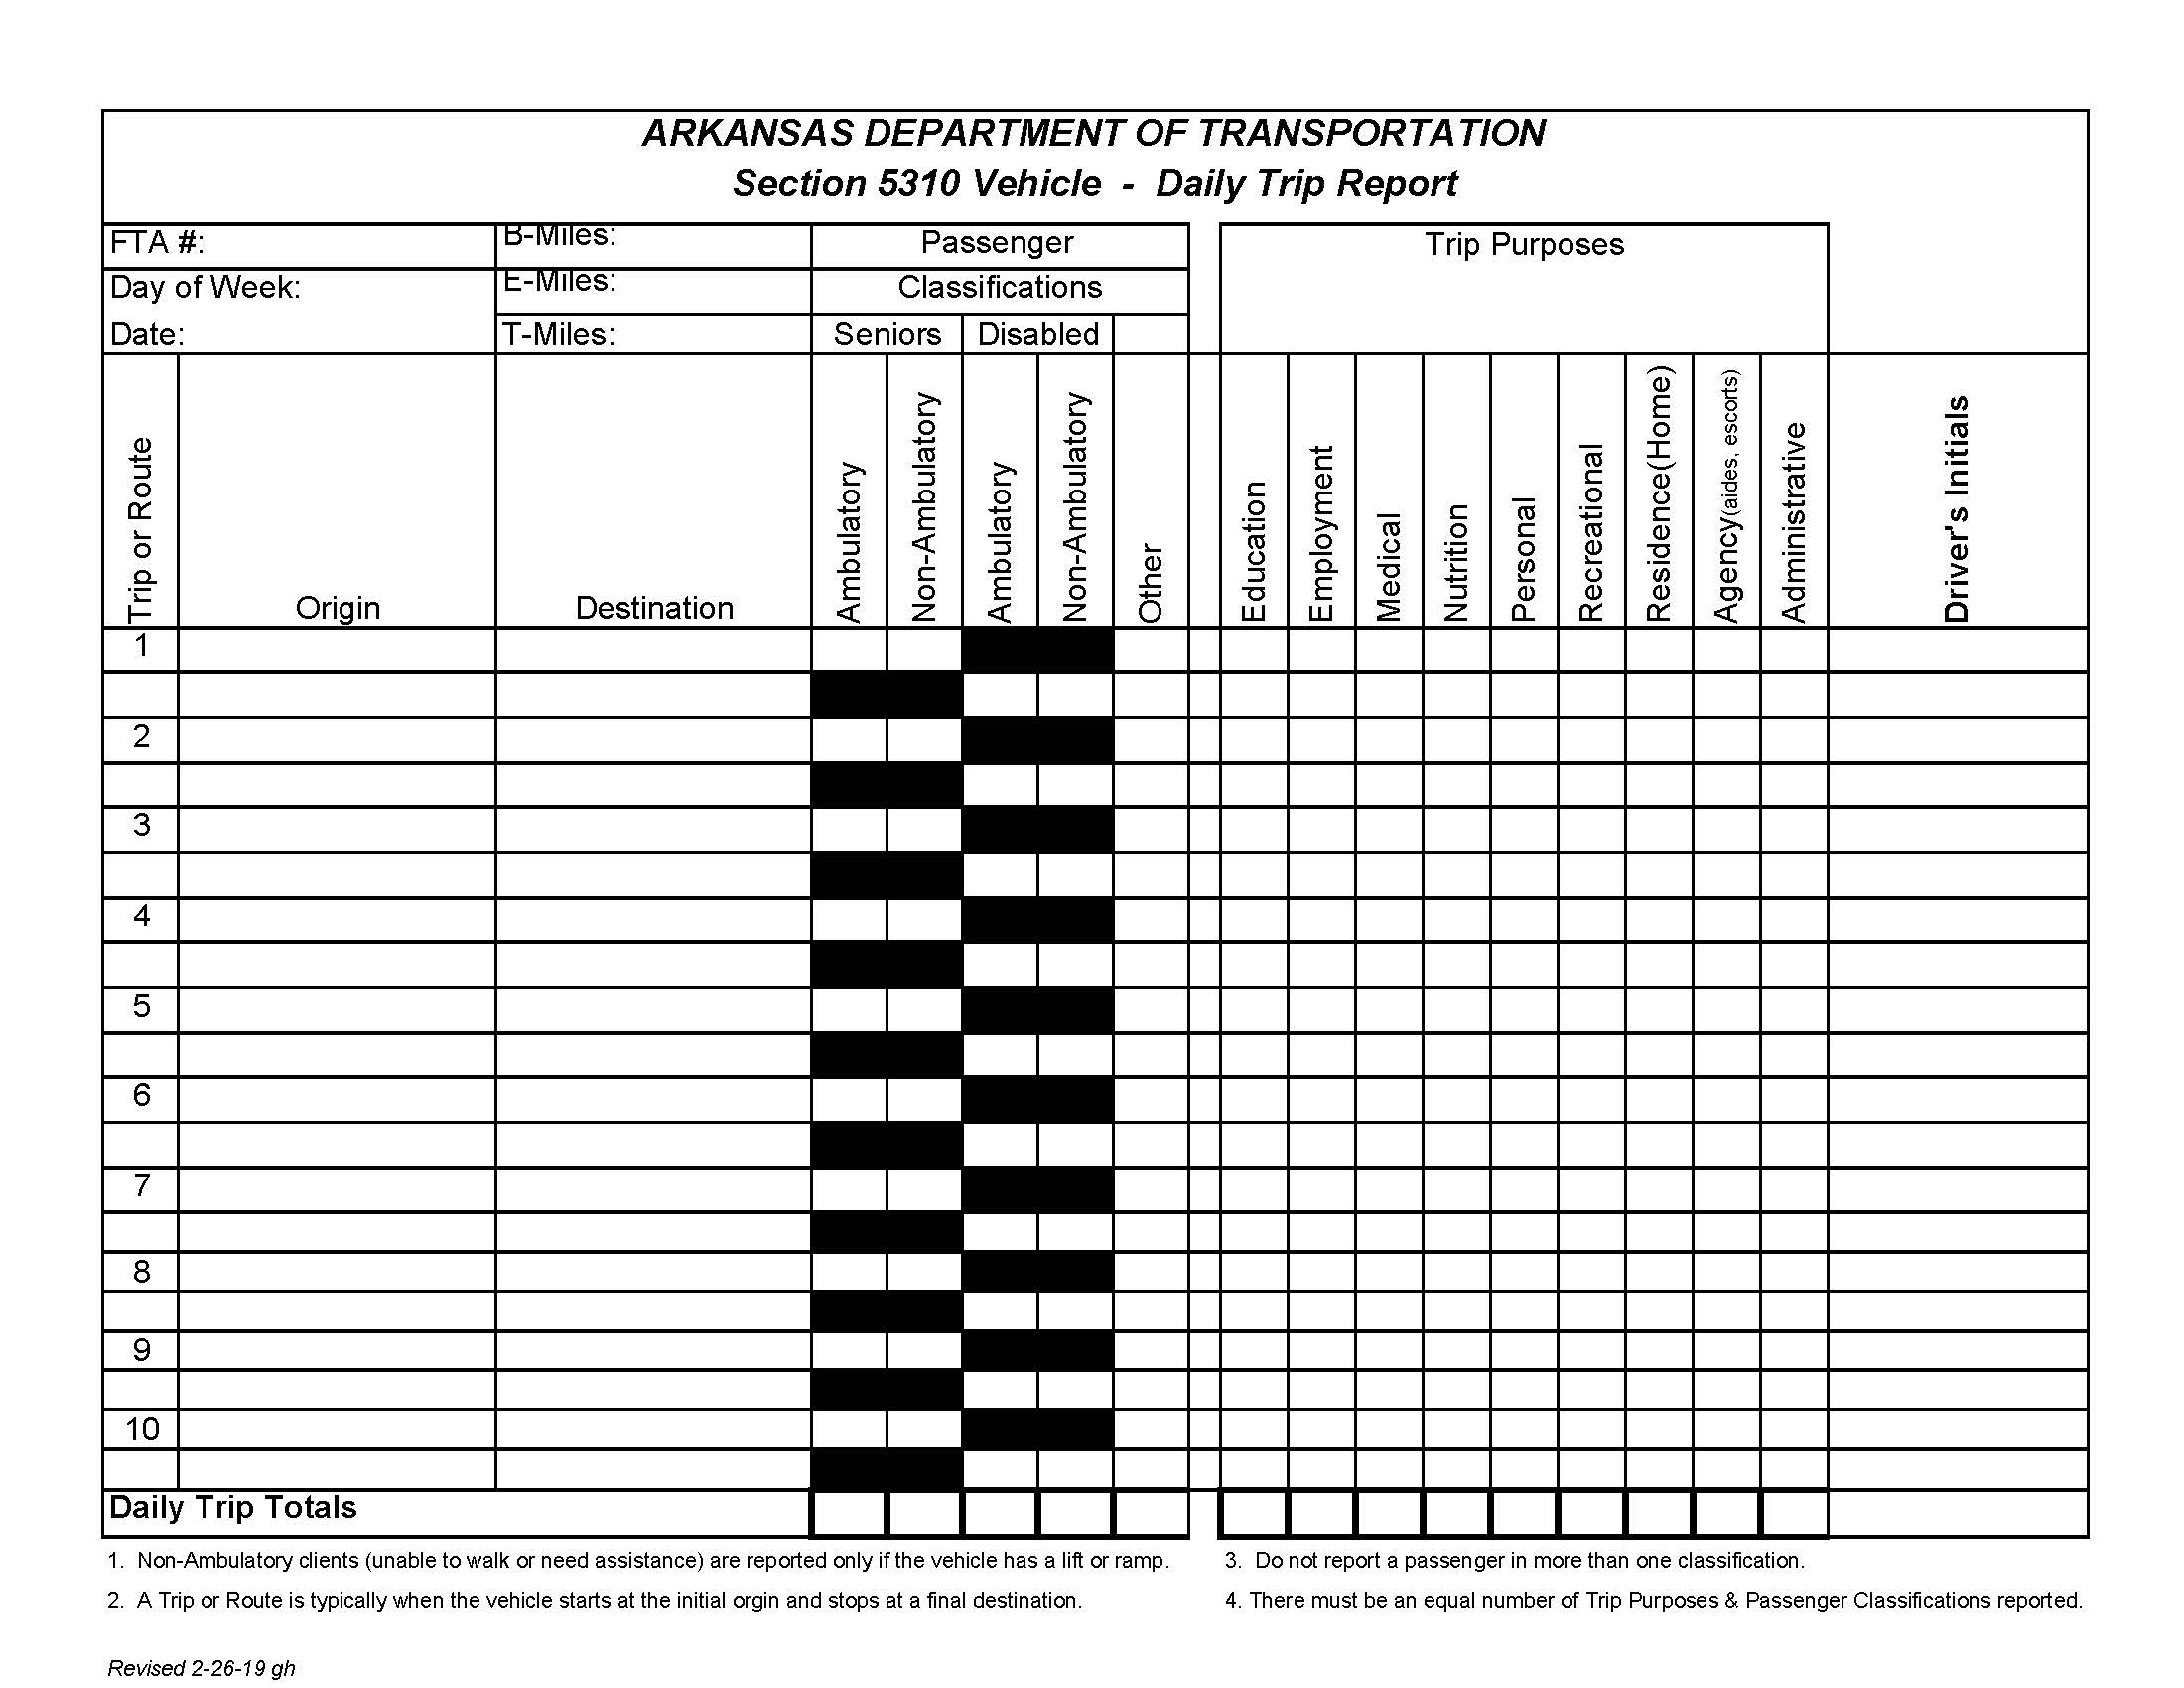 ARKANSAS DEPARTMENT OF TRANSPORTATION
Section 5310 Vehicle - Daily Trip Report
FTA #:
B-Miles:
Passenger
Trip Purposes
Day of Week:
E-Miles:
Classifications
Date:
T-Miles:
Seniors
Disabled
Trip or Route
Origin
Destination
Ambulatory
Non-Ambulatory
Ambulatory
Non-Ambulatory
Other
Education
Employment
Medical
Nutrition
Personal
Recreational
Residence(Home)
Agency(aides, escorts)
Administrative
Driver's Initials
1
2
3
4
5
6
7
8
9
10
Daily Trip Totals
1. Non-Ambulatory clients (unable to walk or need assistance) are reported only if the vehicle has a lift or ramp.
3. Do not report a passenger in more than one classification.
2. A Trip or Route is typically when the vehicle starts at the initial orgin and stops at a final destination.
4. There must be an equal number of Trip Purposes & Passenger Classifications reported.
Revised 2-26-19 gh